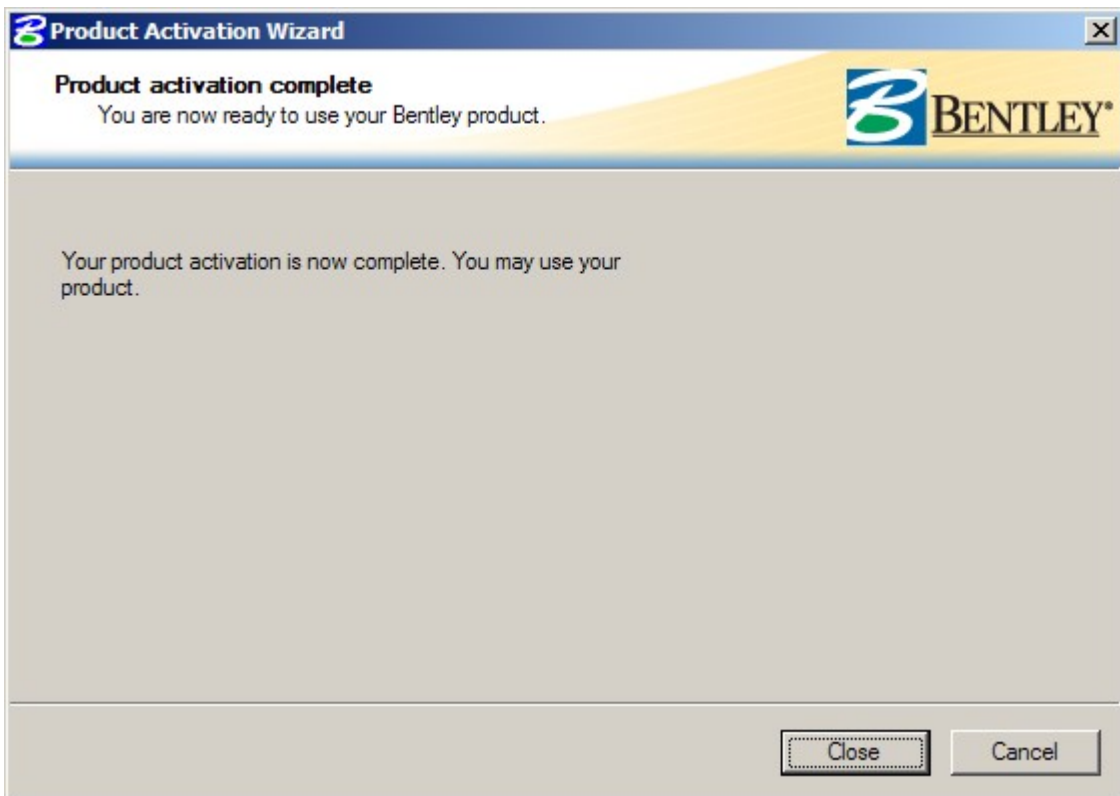 Product Activation Wizard
Product activation complete
You are now ready to use your Bentley product.
BENTLEY®
Your product activation is now complete. You may use your
product.
Close
Cancel